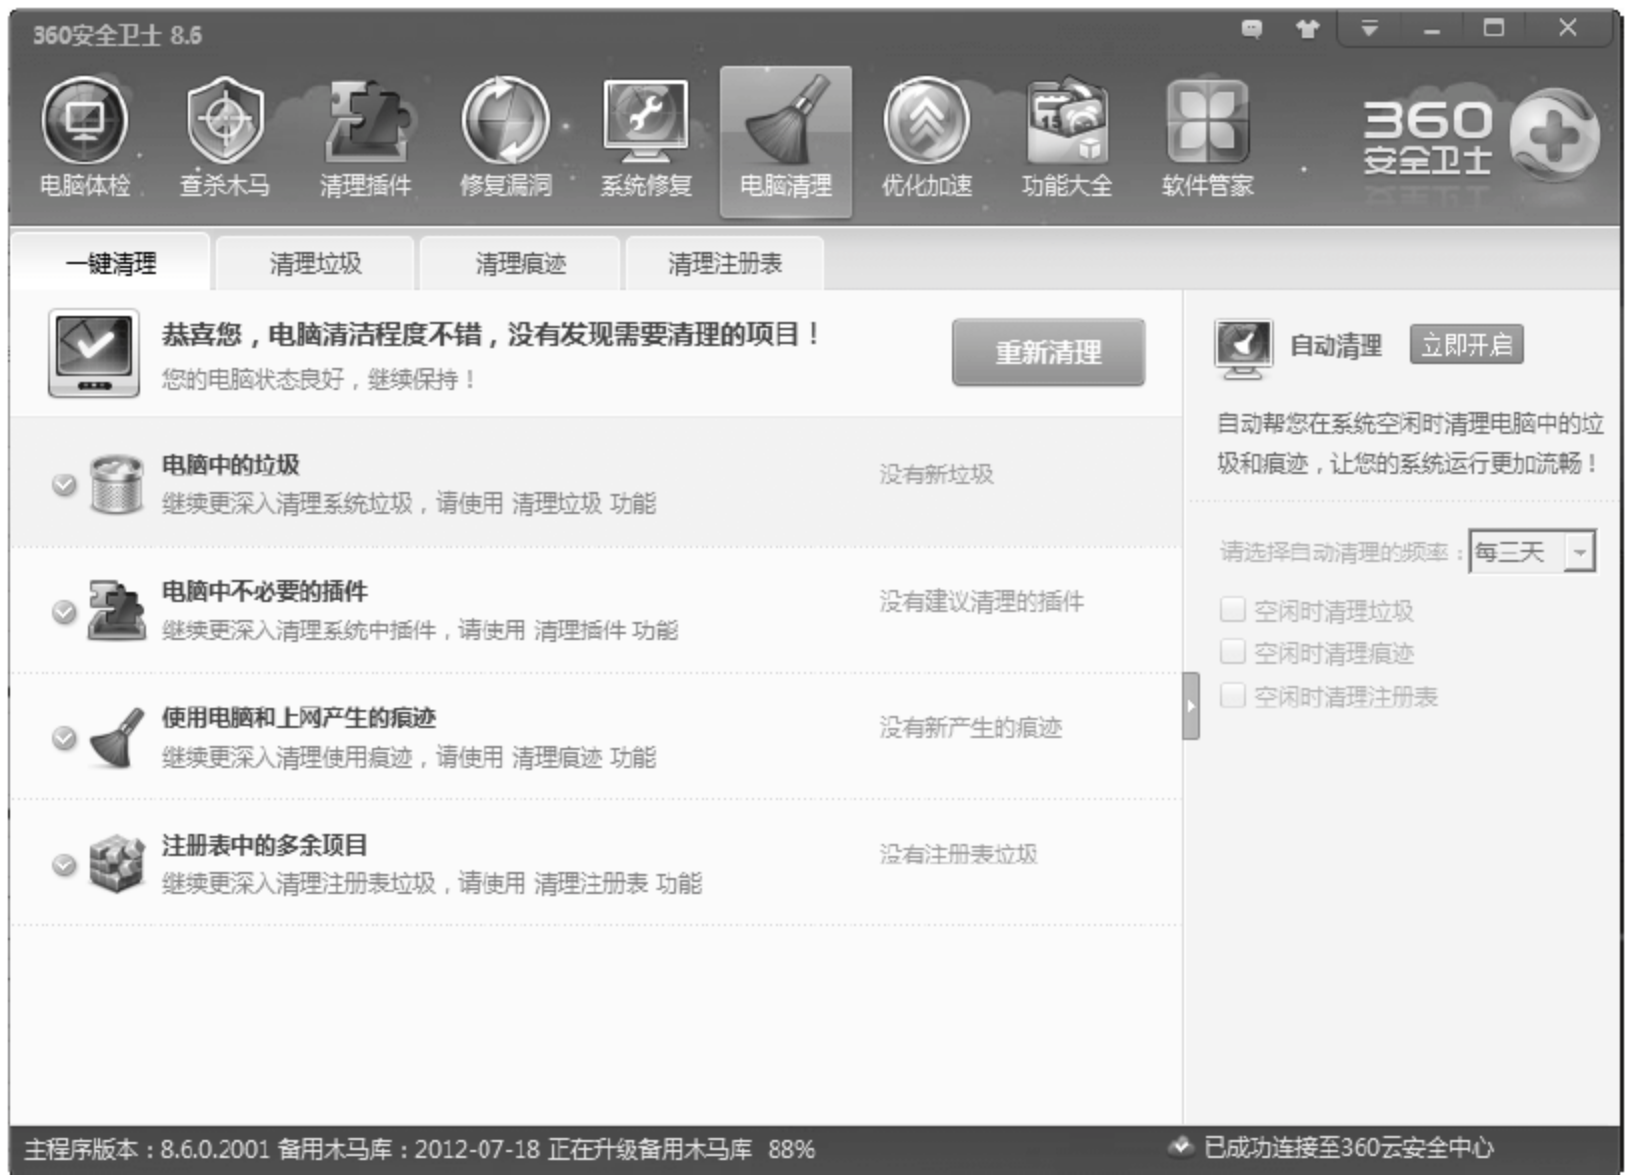 360安全卫士 8.6
电脑体检
查杀木马
清理插件
修复漏洞
系统修复
电脑清理
优化加速
功能大全
软件管家
360
安全卫士
一键清理
清理垃圾
清理痕迹
清理注册表
恭喜您，电脑清洁程度不错，没有发现需要清理的项目！
您的电脑状态良好，继续保持！
重新清理
电脑中的垃圾
继续更深入清理系统垃圾，请使用 清理垃圾 功能
没有新垃圾
电脑中不必要的插件
继续更深入清理系统中插件，请使用 清理插件 功能
没有建议清理的插件
使用电脑和上网产生的痕迹
继续更深入清理使用痕迹，请使用 清理痕迹 功能
没有新产生的痕迹
注册表中的多余项目
继续更深入清理注册表垃圾，请使用 清理注册表 功能
没有注册表垃圾
自动清理
立即开启
自动帮您在系统空闲时清理电脑中的垃
圾和痕迹，让您的系统运行更加流畅！
请选择自动清理的频率：每三天
空闲时清理垃圾
空闲时清理痕迹
空闲时清理注册表
主程序版本：8.6.0.2001 备用木马库：2012-07-18 正在升级备用木马库 88%
已成功连接至360云安全中心